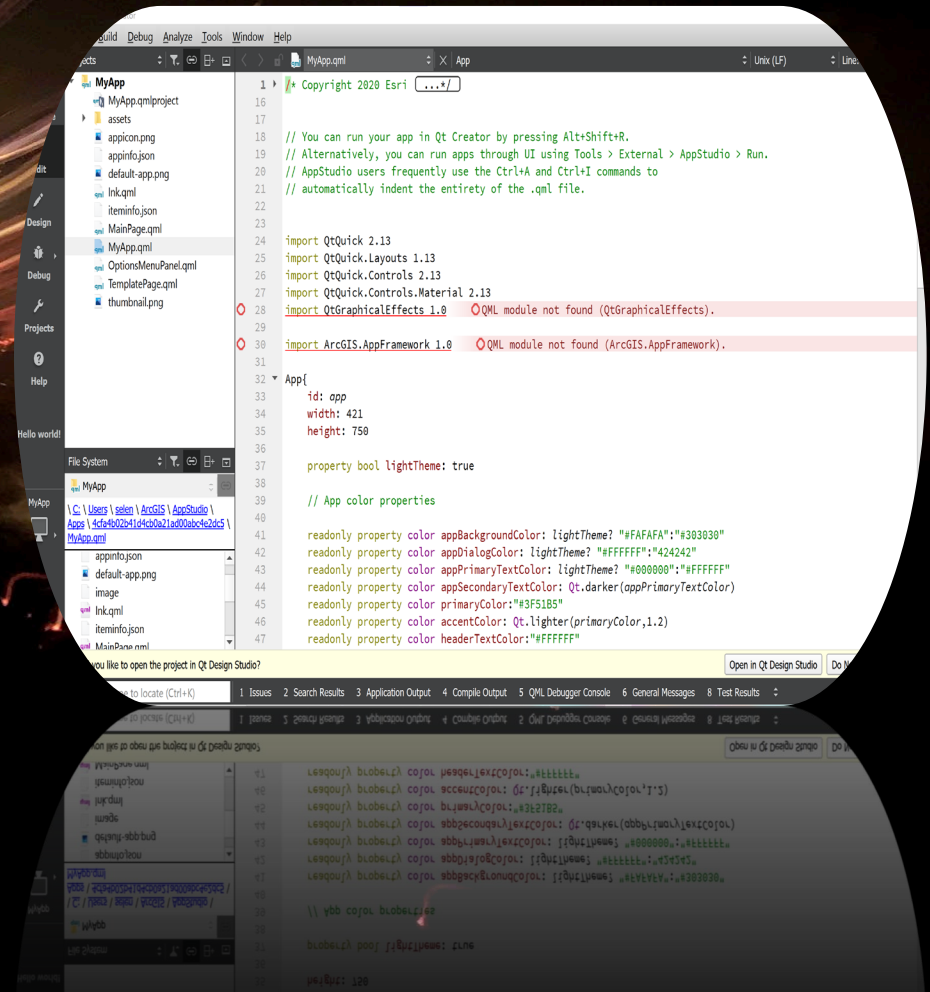 uild Debug Analyze Tools Window Help
ects MyApp.qml App Unix (LF) Line:
MyApp
MyApp.qmlproject
assets
appicon.png
appinfo.json
default-app.png
Ink.qml
iteminfo.json
MainPage.qml
MyApp.qml
OptionsMenuPanel.qml
TemplatePage.qml
thumbnail.png
dit
Design
Debug
Projects
Help
Hello world!
MyApp
File System
MyApp
\ C: \ Users \ selen \ ArcGIS \ AppStudio \
Apps \ 4cfa4b02b41d4cb0a21ad00abc4e2dc5 \
MyApp.qml
appinfo.json
default-app.png
image
Ink.qml
iteminfo.json
MainPage.qml
1 /* Copyright 2020 Esri ...*/
16
17
18 // You can run your app in Qt Creator by pressing Alt+Shift+R.
19 // Alternatively, you can run apps through UI using Tools > External > AppStudio > Run.
20 // AppStudio users frequently use the Ctrl+A and Ctrl+I commands to
21 // automatically indent the entirety of the .qml file.
22
23
24 import QtQuick 2.13
25 import QtQuick.Layouts 1.13
26 import QtQuick.Controls 2.13
27 import QtQuick.Controls.Material 2.13
28 import QtGraphicalEffects 1.0 QML module not found (QtGraphicalEffects).
29
30 import ArcGIS.AppFramework 1.0 QML module not found (ArcGIS.AppFramework).
31
32 App{
33 id: app
34 width: 421
35 height: 750
36
37 property bool lightTheme: true
38
39 // App color properties
40
41 readonly property color appBackgroundColor: lightTheme? "#FAFAFA":"#303030"
42 readonly property color appDialogColor: lightTheme? "#FFFFFF":"424242"
43 readonly property color appPrimaryTextColor: lightTheme? "#000000":"#FFFFFF"
44 readonly property color appSecondaryTextColor: Qt.darker(appPrimaryTextColor)
45 readonly property color primaryColor:"#3F51B5"
46 readonly property color accentColor: Qt.lighter(primaryColor,1.2)
47 readonly property color headerTextColor:"#FFFFFF"
you like to open the project in Qt Design Studio? Open in Qt Design Studio Do N
e to locate (Ctrl+K) 1 Issues 2 Search Results 3 Application Output 4 Compile Output 5 QML Debugger Console 6 General Messages 8 Test Results